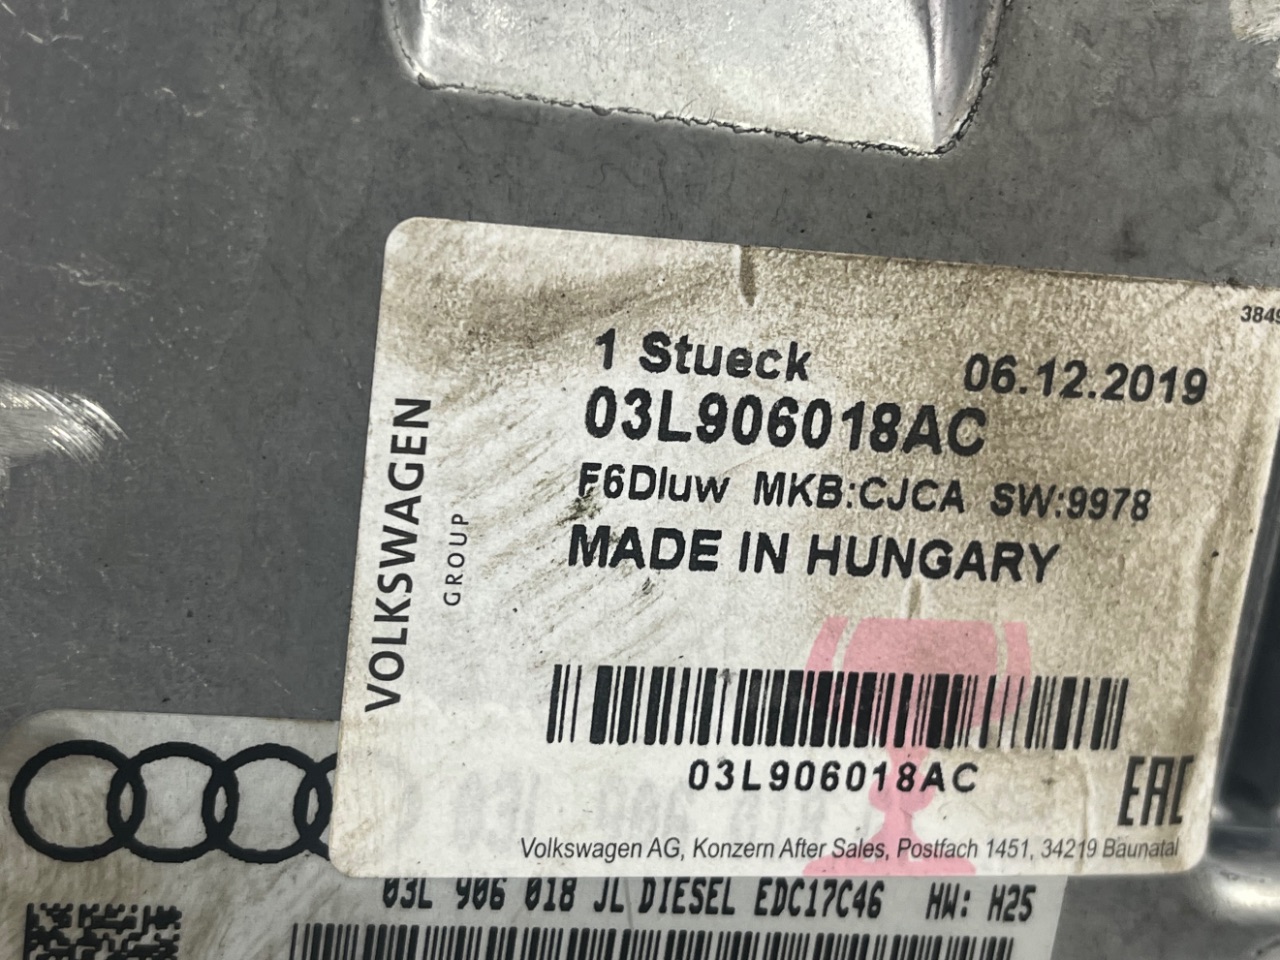 3849
1 Stueck 06.12.2019
03L906018AC
F6Dluw MKB:CJCA SW:9978
MADE IN HUNGARY
VOLKSWAGEN
GROUP
03L906018AC
EAC
Volkswagen AG, Konzern After Sales, Postfach 1451, 34219 Baunatal
03L 906 018 JL DIESEL EDC17C46 HW: H25